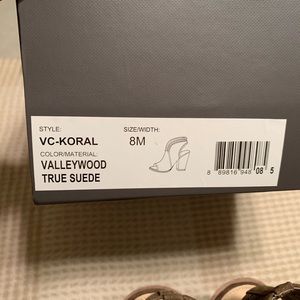 STYLE: SIZE/WIDTH:
VC-KORAL 8M
COLOR/MATERIAL:
VALLEYWOOD
TRUE SUEDE
8 89816 948 08 5